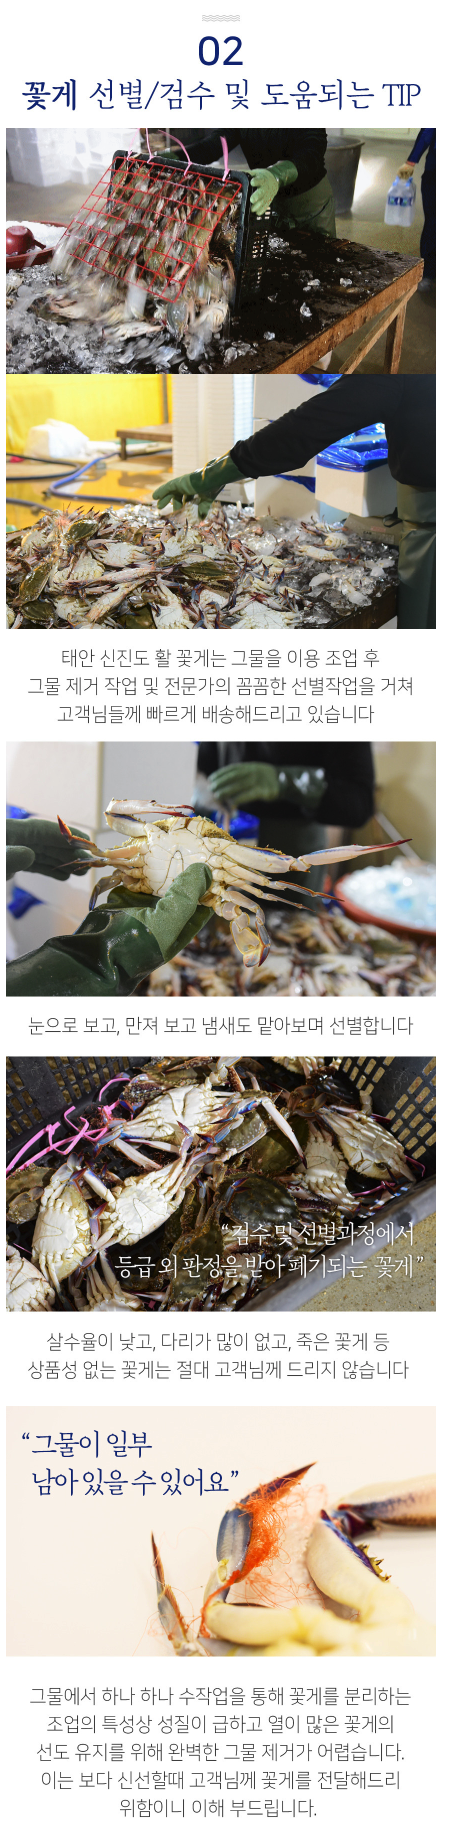 02
꽃게 선별/검수 및 도움되는 TIP
태안 신진도 활 꽃게는 그물을 이용 조업 후
그물 제거 작업 및 전문가의 꼼꼼한 선별작업을 거쳐
고객님들께 빠르게 배송해드리고 있습니다
눈으로 보고, 만져 보고 냄새도 맡아보며 선별합니다
“검수 및 선별과정에서
등급 외 판정을 받아 폐기되는 꽃게”
살수율이 낮고, 다리가 많이 없고, 죽은 꽃게 등
상품성 없는 꽃게는 절대 고객님께 드리지 않습니다
“그물이 일부
남아 있을 수 있어요”
그물에서 하나 하나 수작업을 통해 꽃게를 분리하는
조업의 특성상 성질이 급하고 열이 많은 꽃게의
선도 유지를 위해 완벽한 그물 제거가 어렵습니다.
이는 보다 신선할때 고객님께 꽃게를 전달해드리
위함이니 이해 부드립니다.